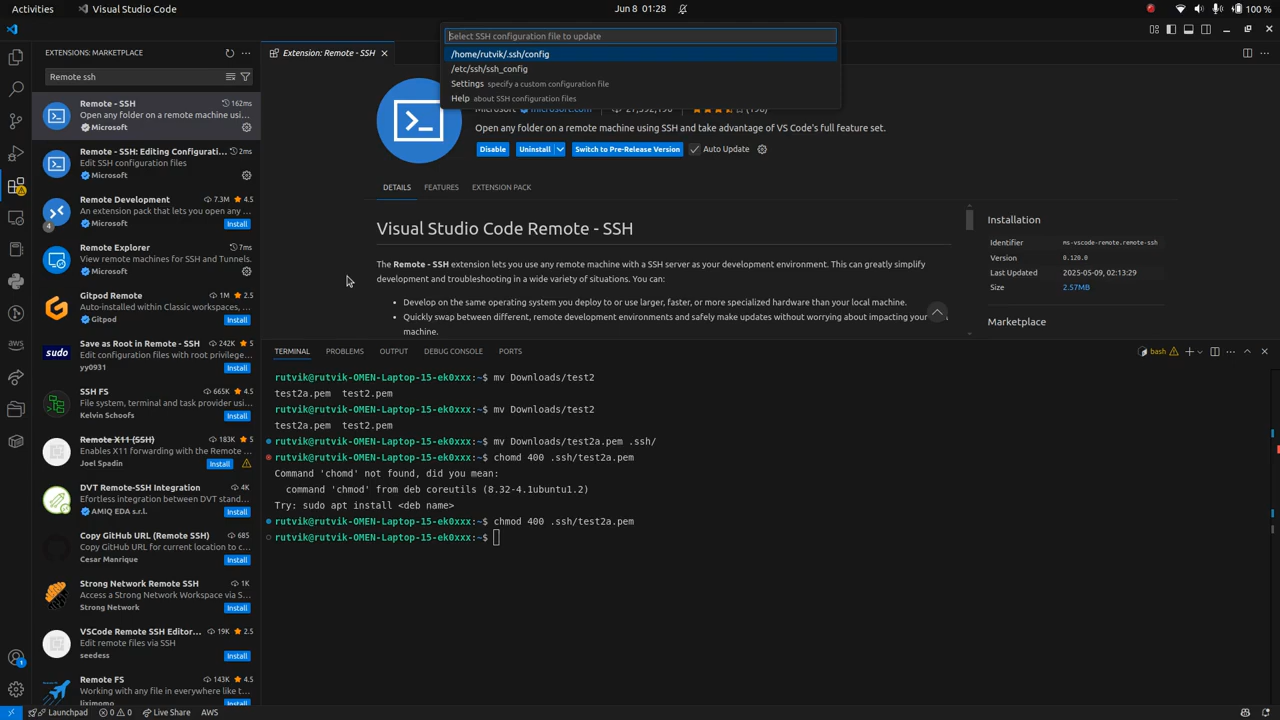 Activities
Visual Studio Code
Jun 8 01:28
100 %
EXTENSIONS: MARKETPLACE
Remote ssh
Remote - SSH
162ms
Open any folder on a remote machine usi...
Microsoft
Remote - SSH: Editing Configurati...
2ms
Edit SSH configuration files
Microsoft
Remote Development
7.3M
4.5
An extension pack that lets you open any ...
Microsoft
Install
4
Remote Explorer
7ms
View remote machines for SSH and Tunnels.
Microsoft
Gitpod Remote
1M
2.5
Auto-installed within Classic workspaces, ...
Gitpod
Install
Save as Root in Remote - SSH
242K
5
Edit configuration files with root privilege...
yy0931
Install
sudo
SSH FS
665K
4.5
File system, terminal and task provider usi...
Kelvin Schoofs
Install
Remote X11 (SSH)
183K
5
Enables X11 forwarding with the Remote ...
Joel Spadin
Install
DVT Remote-SSH Integration
4K
Effortless integration between DVT stand...
AMIQ EDA s.r.l.
Install
Copy GitHub URL (Remote SSH)
685
Copy GitHub URL for current location to c...
Cesar Manrique
Install
Strong Network Remote SSH
1K
Access a Strong Network Workspace via S...
Strong Network
Install
VSCode Remote SSH Editor...
19K
2.5
Edit remote files via SSH
seedess
Install
Remote FS
143K
4.5
Working with any file in everywhere like t...
liximomo
Install
aws
1
Extension: Remote - SSH
Select SSH configuration file to update
/home/rutvik/.ssh/config
/etc/ssh/ssh_config
Settings specify a custom configuration file
Help about SSH configuration files
Microsoft
microsoft.com
Open any folder on a remote machine using SSH and take advantage of VS Code's full feature set.
Disable
Uninstall
Switch to Pre-Release Version
Auto Update
DETAILS
FEATURES
EXTENSION PACK
Visual Studio Code Remote - SSH
The Remote - SSH extension lets you use any remote machine with a SSH server as your development environment. This can greatly simplify
development and troubleshooting in a wide variety of situations. You can:
Develop on the same operating system you deploy to or use larger, faster, or more specialized hardware than your local machine.
Quickly swap between different, remote development environments and safely make updates without worrying about impacting your
machine.
Installation
Identifier ms-vscode-remote.remote-ssh
Version 0.120.0
Last Updated 2025-05-09, 02:13:29
Size 2.57MB
Marketplace
TERMINAL
PROBLEMS
OUTPUT
DEBUG CONSOLE
PORTS
bash
rutvik@rutvik-OMEN-Laptop-15-ek0xxx:~$ mv Downloads/test2
test2a.pem test2.pem
rutvik@rutvik-OMEN-Laptop-15-ek0xxx:~$ mv Downloads/test2
test2a.pem test2.pem
rutvik@rutvik-OMEN-Laptop-15-ek0xxx:~$ mv Downloads/test2a.pem .ssh/
rutvik@rutvik-OMEN-Laptop-15-ek0xxx:~$ chomd 400 .ssh/test2a.pem
Command 'chomd' not found, did you mean:
command 'chmod' from deb coreutils (8.32-4.1ubuntu1.2)
Try: sudo apt install <deb name>
rutvik@rutvik-OMEN-Laptop-15-ek0xxx:~$ chmod 400 .ssh/test2a.pem
rutvik@rutvik-OMEN-Laptop-15-ek0xxx:~$
Launchpad
0
0
Live Share
AWS